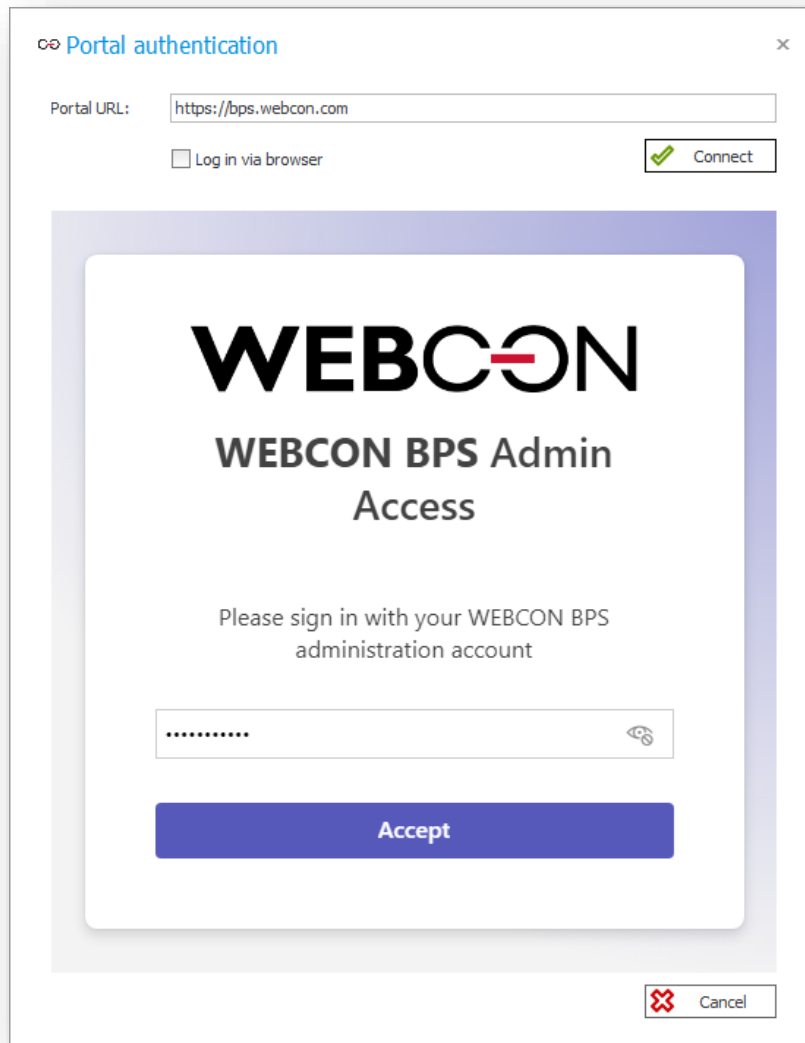 Portal authentication
Portal URL: https://bps.webcon.com
Log in via browser
Connect
WEBCON
WEBCON BPS Admin
Access
Please sign in with your WEBCON BPS
administration account
•••••••••••
Accept
Cancel